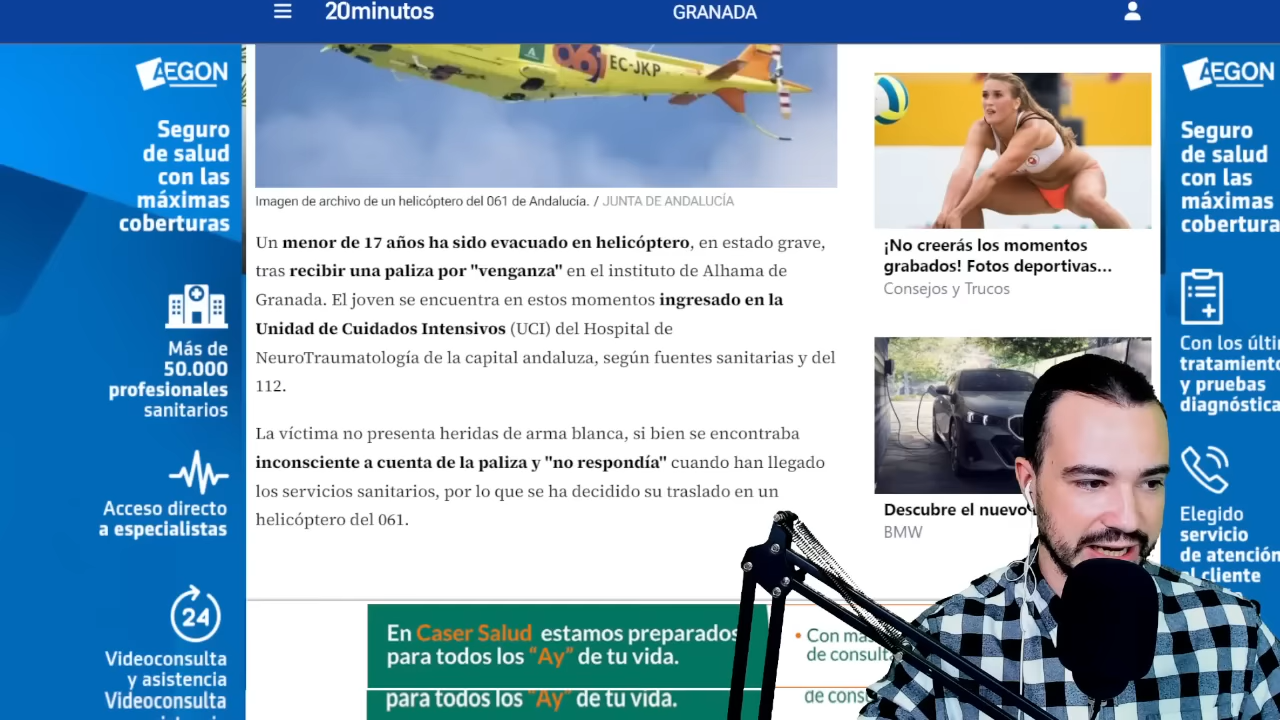 20minutos
GRANADA
AEGON
Seguro
de salud
con las
máximas
coberturas
Más de
50.000
profesionales
sanitarios
Acceso directo
a especialistas
24
Videoconsulta
y asistencia
Videoconsulta
061
EC-JKP
Imagen de archivo de un helicóptero del 061 de Andalucía. / JUNTA DE ANDALUCÍA
Un menor de 17 años ha sido evacuado en helicóptero, en estado grave,
tras recibir una paliza por "venganza" en el instituto de Alhama de
Granada. El joven se encuentra en estos momentos ingresado en la
Unidad de Cuidados Intensivos (UCI) del Hospital de
NeuroTraumatología de la capital andaluza, según fuentes sanitarias y del
112.
La víctima no presenta heridas de arma blanca, si bien se encontraba
inconsciente a cuenta de la paliza y "no respondía" cuando han llegado
los servicios sanitarios, por lo que se ha decidido su traslado en un
helicóptero del 061.
¡No creerás los momentos
grabados! Fotos deportivas...
Consejos y Trucos
Descubre el nuevo
BMW
AEGON
Seguro
de salud
con las
máximas
cobertura
Con los últi
tratamiento
y pruebas
diagnóstica
Elegido
servicio
de atención
al cliente
En Caser Salud estamos preparados
para todos los "Ay" de tu vida.
• Con más
de consult
para todos los "Ay" de tu vida.
de cons